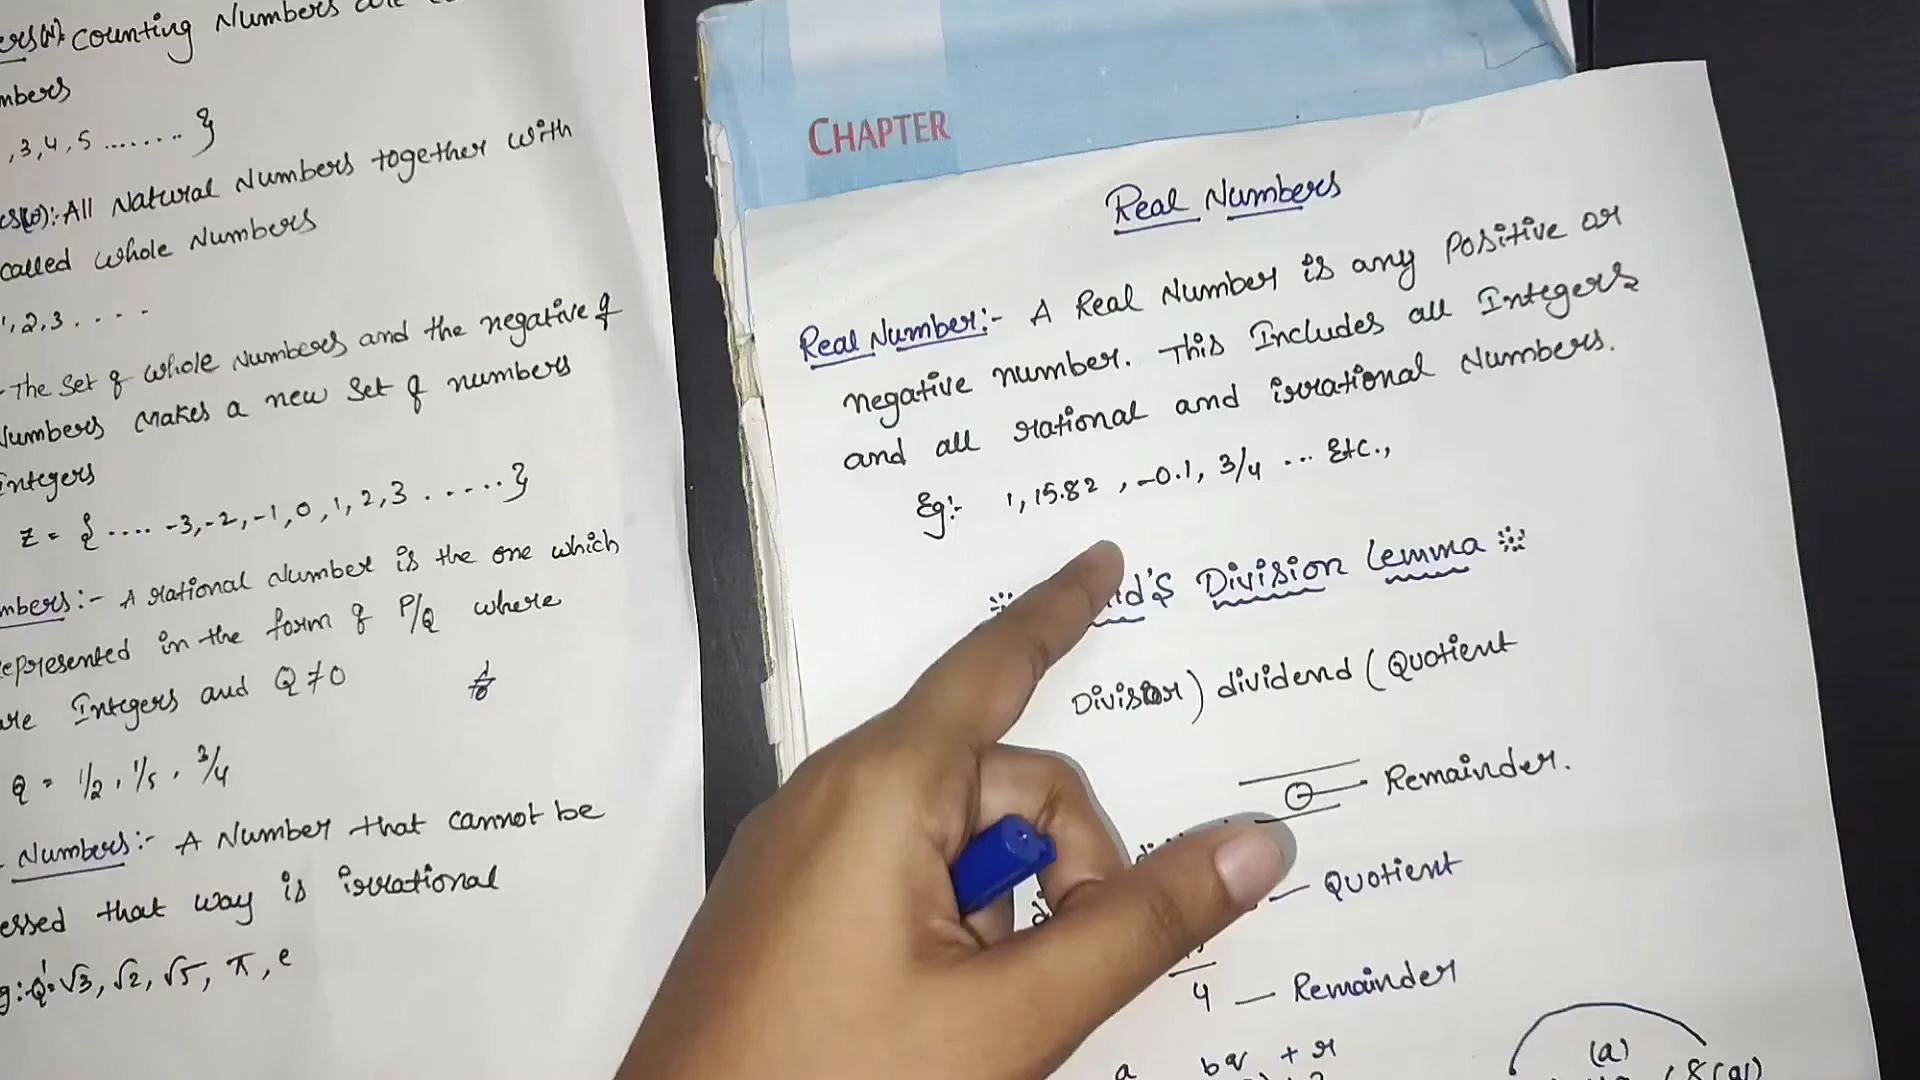 Counting Numbers are
mbers
,3,4,5 ........ }
All Natural Numbers together with
called whole Numbers
1,2,3 . . . .
The Set of whole Numbers and the negative of
Numbers Makes a new Set of numbers
integers
Z = { .... -3,-2,-1,0,1,2,3 ..... }
mbers:- A rational Number is the one which
epresented in the form of P/Q where
are Integers and Q ≠ 0
Q = 1/2, 1/5, 3/4
Numbers:- A Number that cannot be
essed that way is irrational
g:- Q' = √3, √2, √5, π, e
CHAPTER
Real Numbers
Real Number:- A Real Number is any Positive or
negative number. This Includes all Integers
and all rational and irrational Numbers.
Eg:- 1, 15.82, -0.1, 3/4 ... Etc.,
id's Division Lemma
Divisior) dividend (Quotient
Remainder.
— Quotient
4 — Remainder
a bq + r
(a)